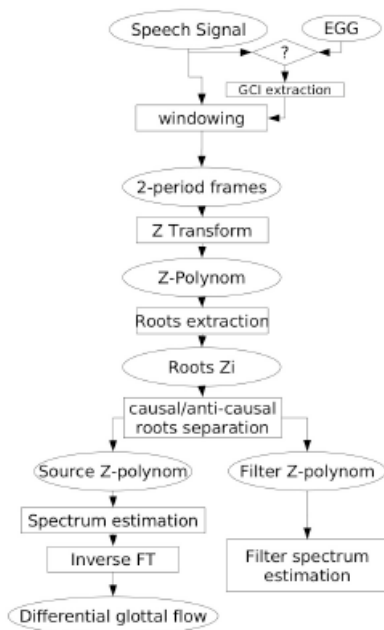 Speech Signal
EGG
?
GCI extraction
windowing
2-period frames
Z Transform
Z-Polynom
Roots extraction
Roots Zi
causal/anti-causal
roots separation
Source Z-polynom
Filter Z-polynom
Spectrum estimation
Inverse FT
Filter spectrum
estimation
Differential glottal flow